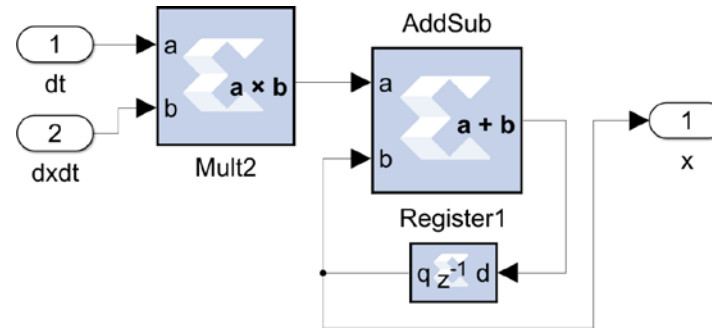 1
dt
2
dxdt
a
b
a × b
Mult2
AddSub
a
b
a + b
Register1
q z⁻¹ d
1
x